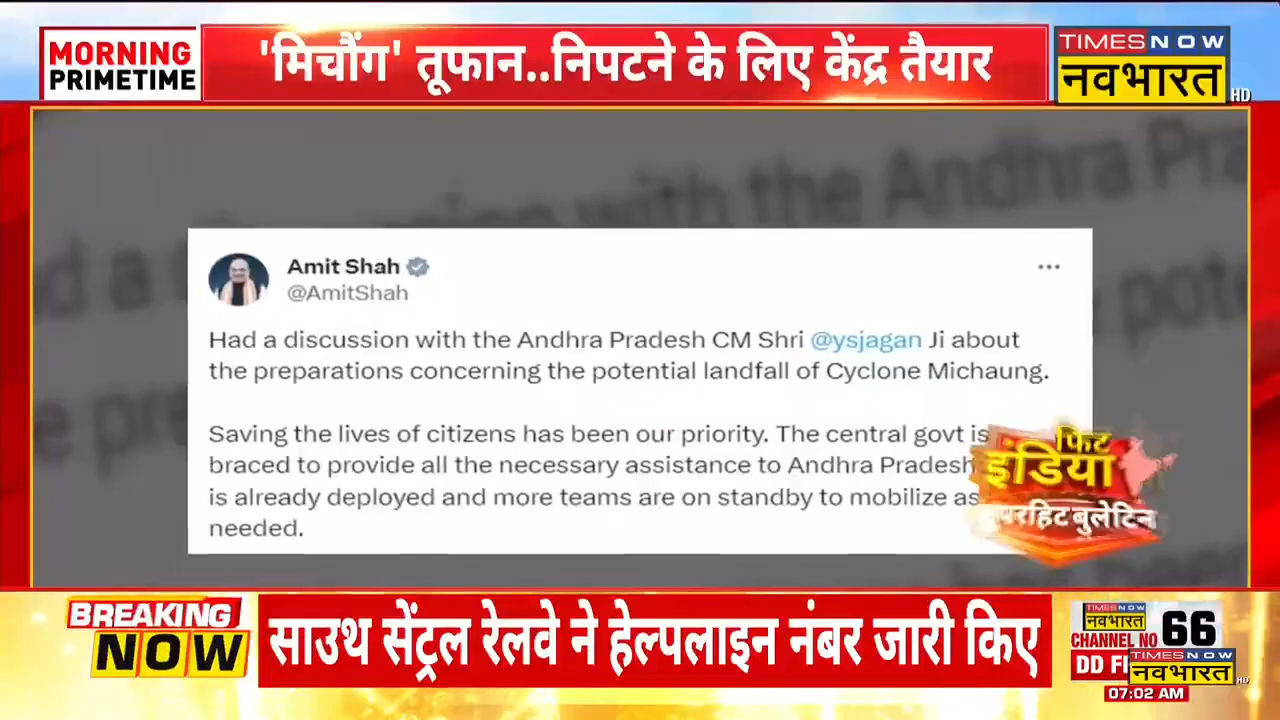 MORNING
PRIMETIME
'मिचौंग' तूफान..निपटने के लिए केंद्र तैयार
TIMES NOW
नवभारत
HD
Amit Shah
@AmitShah
Had a discussion with the Andhra Pradesh CM Shri @ysjagan Ji about
the preparations concerning the potential landfall of Cyclone Michaung.
Saving the lives of citizens has been our priority. The central govt is
braced to provide all the necessary assistance to Andhra Pradesh
is already deployed and more teams are on standby to mobilize as
needed.
फिट
इंडिया
सुपरहिट बुलेटिन
BREAKING
NOW
साउथ सेंट्रल रेलवे ने हेल्पलाइन नंबर जारी किए
TIMES NOW
नवभारत
CHANNEL NO 66
DD
TIMES NOW
नवभारत
HD
07:02 AM